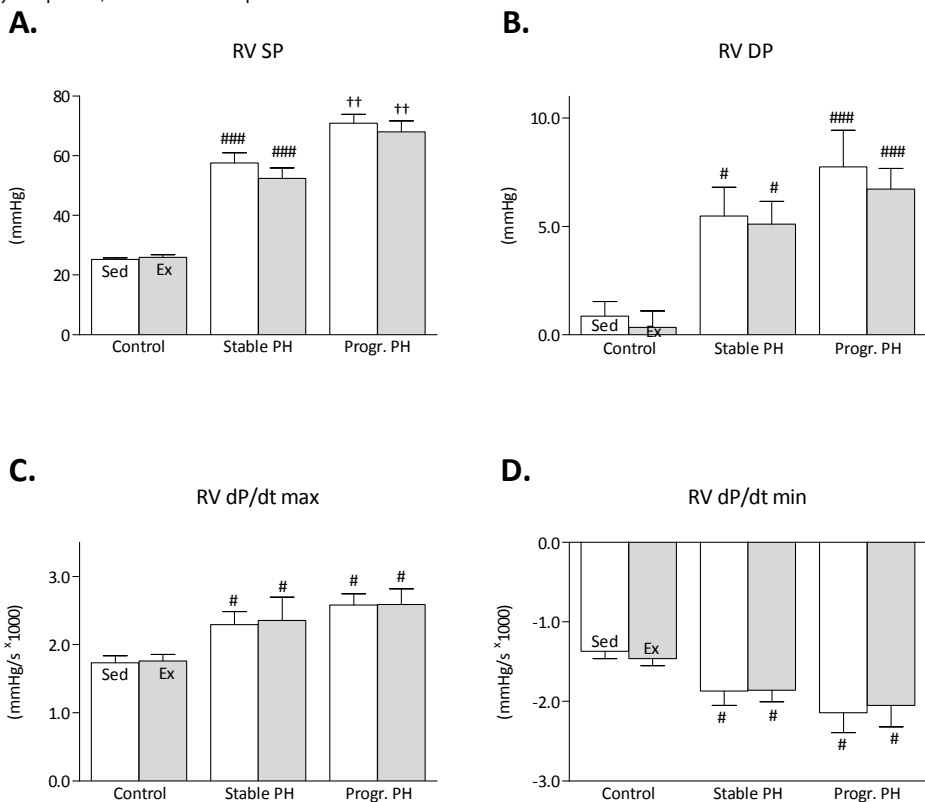 A.
RV SP
80
60
40
20
0
(mmHg)
Sed
Ex
###
###
††
††
Control
Stable PH
Progr. PH
B.
RV DP
10.0
5.0
0.0
(mmHg)
Sed
Ex
#
#
###
###
Control
Stable PH
Progr. PH
C.
RV dP/dt max
3.0
2.0
1.0
0.0
(mmHg/s x1000)
Sed
Ex
#
#
#
#
Control
Stable PH
Progr. PH
D.
RV dP/dt min
0.0
-1.0
-2.0
-3.0
(mmHg/s x1000)
Sed
Ex
#
#
#
#
Control
Stable PH
Progr. PH